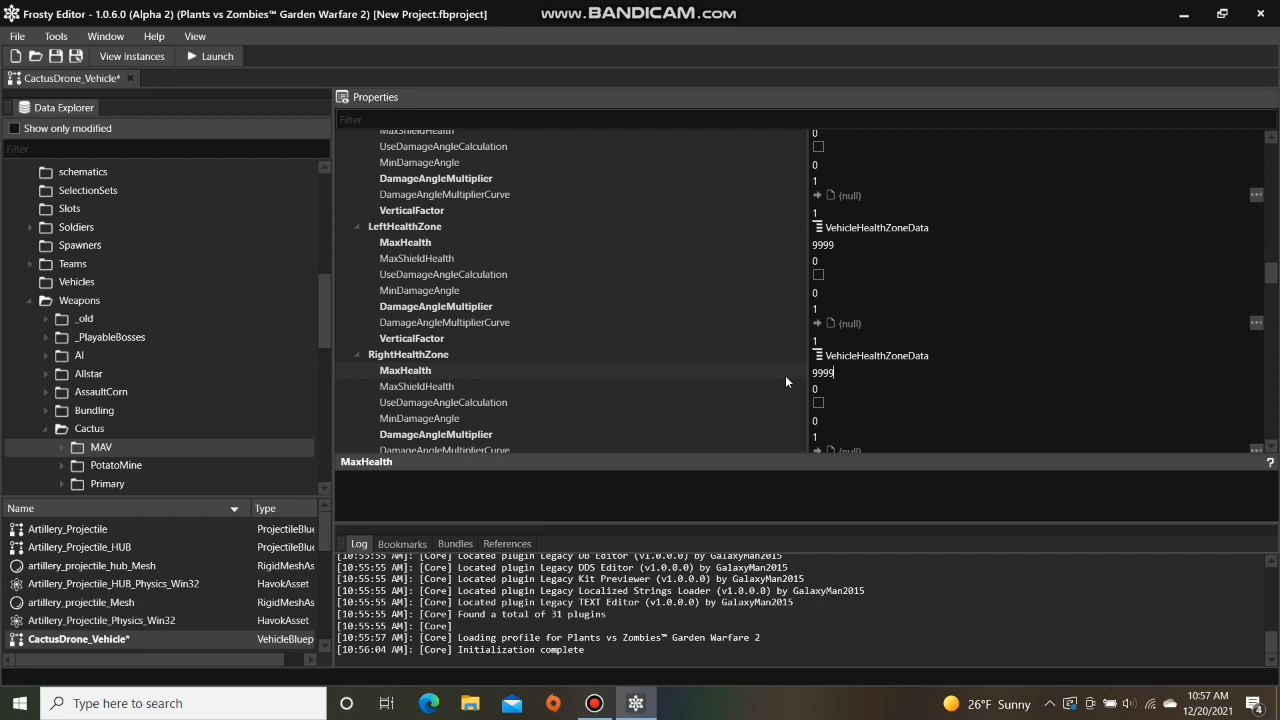 Frosty Editor - 1.0.6.0 (Alpha 2) (Plants vs Zombies™ Garden Warfare 2) [New Project.fbproject]
www.BANDICAM.com
File Tools Window Help View
View Instances Launch
CactusDrone_Vehicle*
Data Explorer
Show only modified
Filter
schematics
SelectionSets
Slots
Soldiers
Spawners
Teams
Vehicles
Weapons
_old
_PlayableBosses
AI
Allstar
AssaultCorn
Bundling
Cactus
MAV
PotatoMine
Primary
Name Type
Artillery_Projectile ProjectileBlue
Artillery_Projectile_HUB ProjectileBlue
artillery_projectile_hub_Mesh RigidMeshAs
Artillery_Projectile_HUB_Physics_Win32 HavokAsset
artillery_projectile_Mesh RigidMeshAs
Artillery_Projectile_Physics_Win32 HavokAsset
CactusDrone_Vehicle* VehicleBluep
Properties
Filter
MaxShieldHealth 0
UseDamageAngleCalculation
MinDamageAngle 0
DamageAngleMultiplier 1
DamageAngleMultiplierCurve (null)
VerticalFactor 1
LeftHealthZone VehicleHealthZoneData
MaxHealth 9999
MaxShieldHealth 0
UseDamageAngleCalculation
MinDamageAngle 0
DamageAngleMultiplier 1
DamageAngleMultiplierCurve (null)
VerticalFactor 1
RightHealthZone VehicleHealthZoneData
MaxHealth 9999
MaxShieldHealth 0
UseDamageAngleCalculation
MinDamageAngle 0
DamageAngleMultiplier 1
DamageAngleMultiplierCurve (null)
MaxHealth ?
Log Bookmarks Bundles References
[10:55:55 AM]: [Core] Located plugin Legacy Db Editor (v1.0.0.0) by GalaxyMan2015
[10:55:55 AM]: [Core] Located plugin Legacy DDS Editor (v1.0.0.0) by GalaxyMan2015
[10:55:55 AM]: [Core] Located plugin Legacy Kit Previewer (v1.0.0.0) by GalaxyMan2015
[10:55:55 AM]: [Core] Located plugin Legacy Localized Strings Loader (v1.0.0.0) by GalaxyMan2015
[10:55:55 AM]: [Core] Located plugin Legacy TEXT Editor (v1.0.0.0) by GalaxyMan2015
[10:55:55 AM]: [Core] Found a total of 31 plugins
[10:55:55 AM]: [Core]
[10:55:57 AM]: [Core] Loading profile for Plants vs Zombies™ Garden Warfare 2
[10:56:04 AM]: [Core] Initialization complete
Type here to search
26°F Sunny
10:57 AM
12/20/2021
4